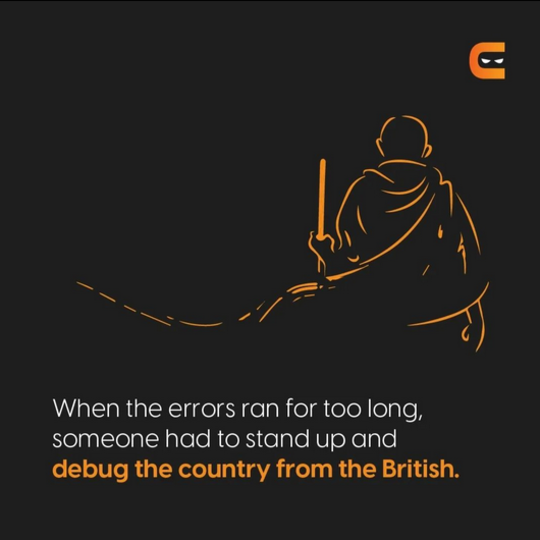 When the errors ran for too long,
someone had to stand up and
debug the country from the British.